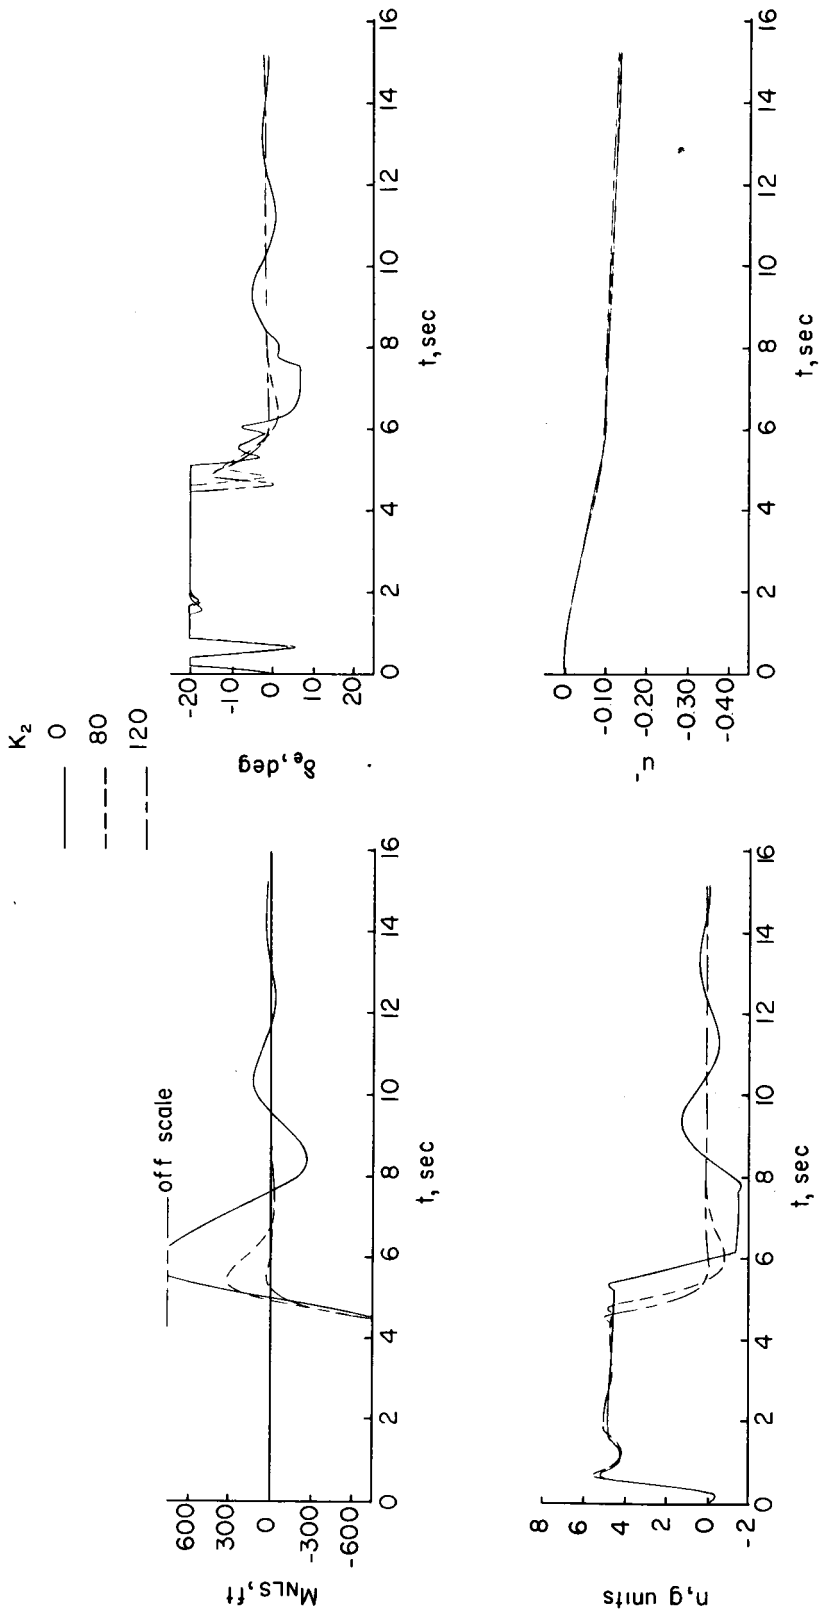 K2
0
80
120
off scale
600
300
0
-300
-600
MNLS, ft
0 2 4 6 8 10 12 14 16
t, sec
-20
-10
0
10
20
δe, deg
0 2 4 6 8 10 12 14 16
t, sec
8
6
4
2
0
-2
n, g units
0 2 4 6 8 10 12 14 16
t, sec
0
-0.10
-0.20
-0.30
-0.40
u'
0 2 4 6 8 10 12 14 16
t, sec